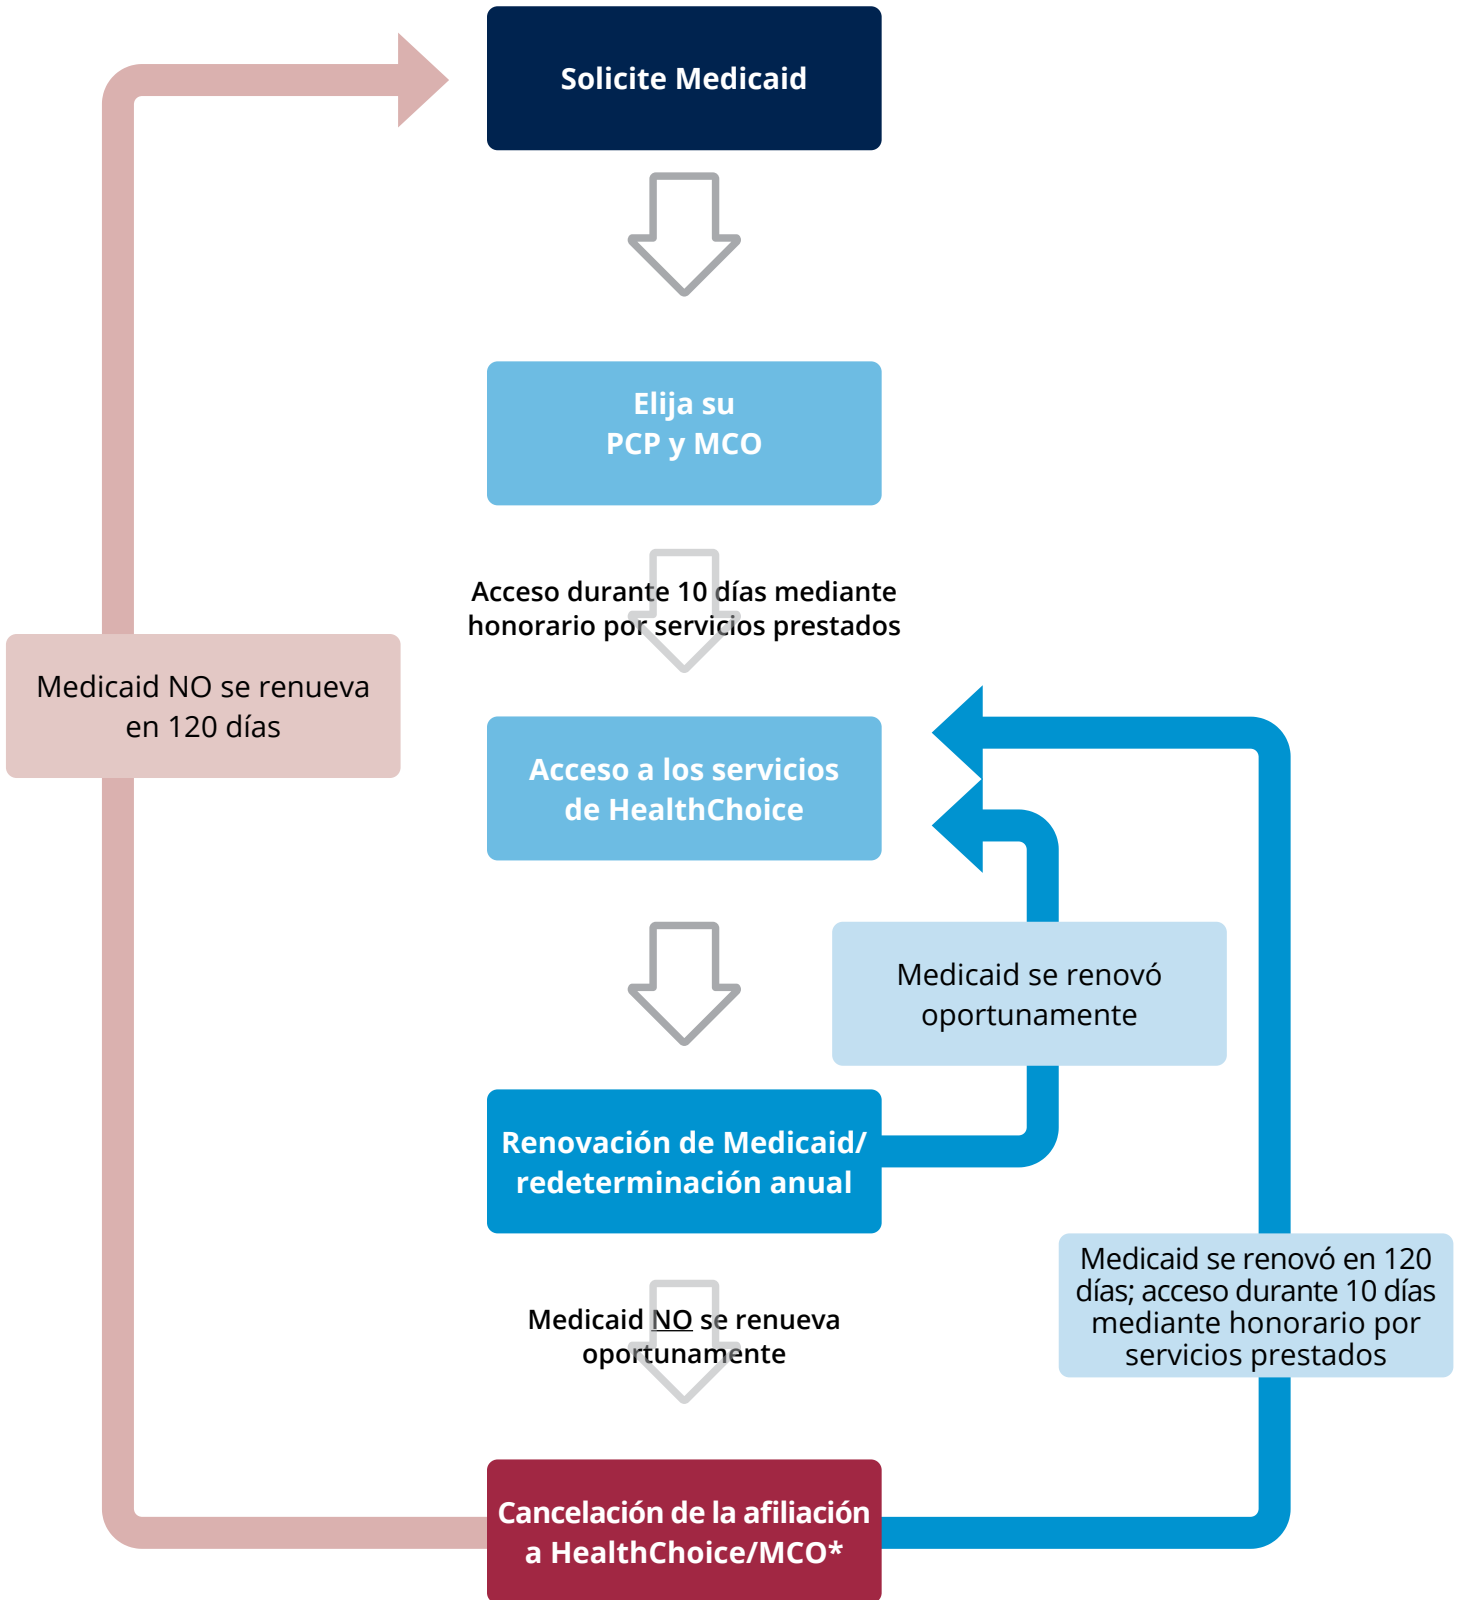 Solicite Medicaid
Elija su
PCP y MCO
Acceso durante 10 días mediante
honorario por servicios prestados
Medicaid NO se renueva
en 120 días
Acceso a los servicios
de HealthChoice
Medicaid se renovó
oportunamente
Renovación de Medicaid/
redeterminación anual
Medicaid se renovó en 120
días; acceso durante 10 días
mediante honorario por
servicios prestados
Medicaid NO se renueva
oportunamente
Cancelación de la afiliación
a HealthChoice/MCO*